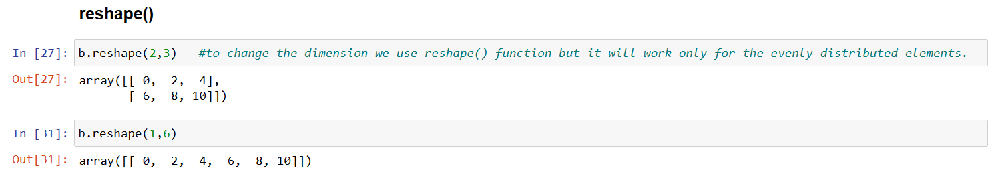 reshape()
In [27]: b.reshape(2,3)   #to change the dimension we use reshape() function but it will work only for the evenly distributed elements.
Out[27]: array([[ 0,  2,  4],
       [ 6,  8, 10]])
In [31]: b.reshape(1,6)
Out[31]: array([[ 0,  2,  4,  6,  8, 10]])